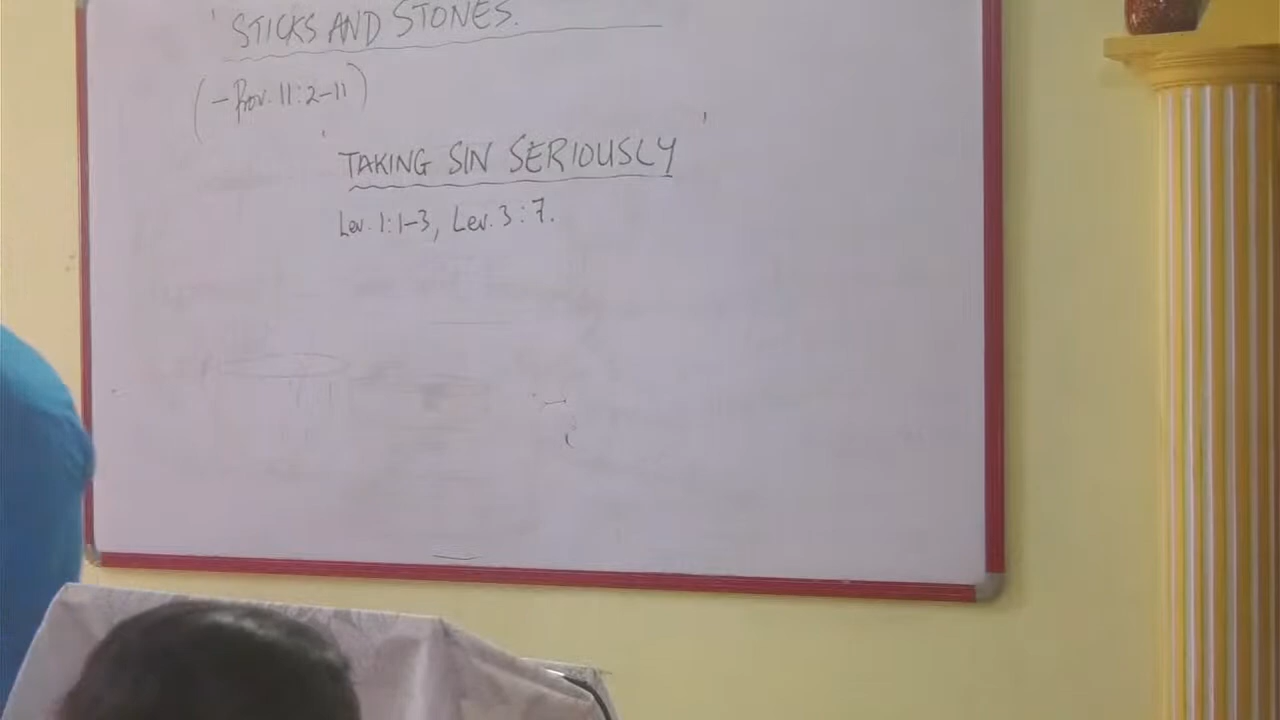 'STICKS AND STONES.
(-Prov. 11:2-11)
'TAKING SIN SERIOUSLY'
Lev. 1:1-3, Lev. 3:7.